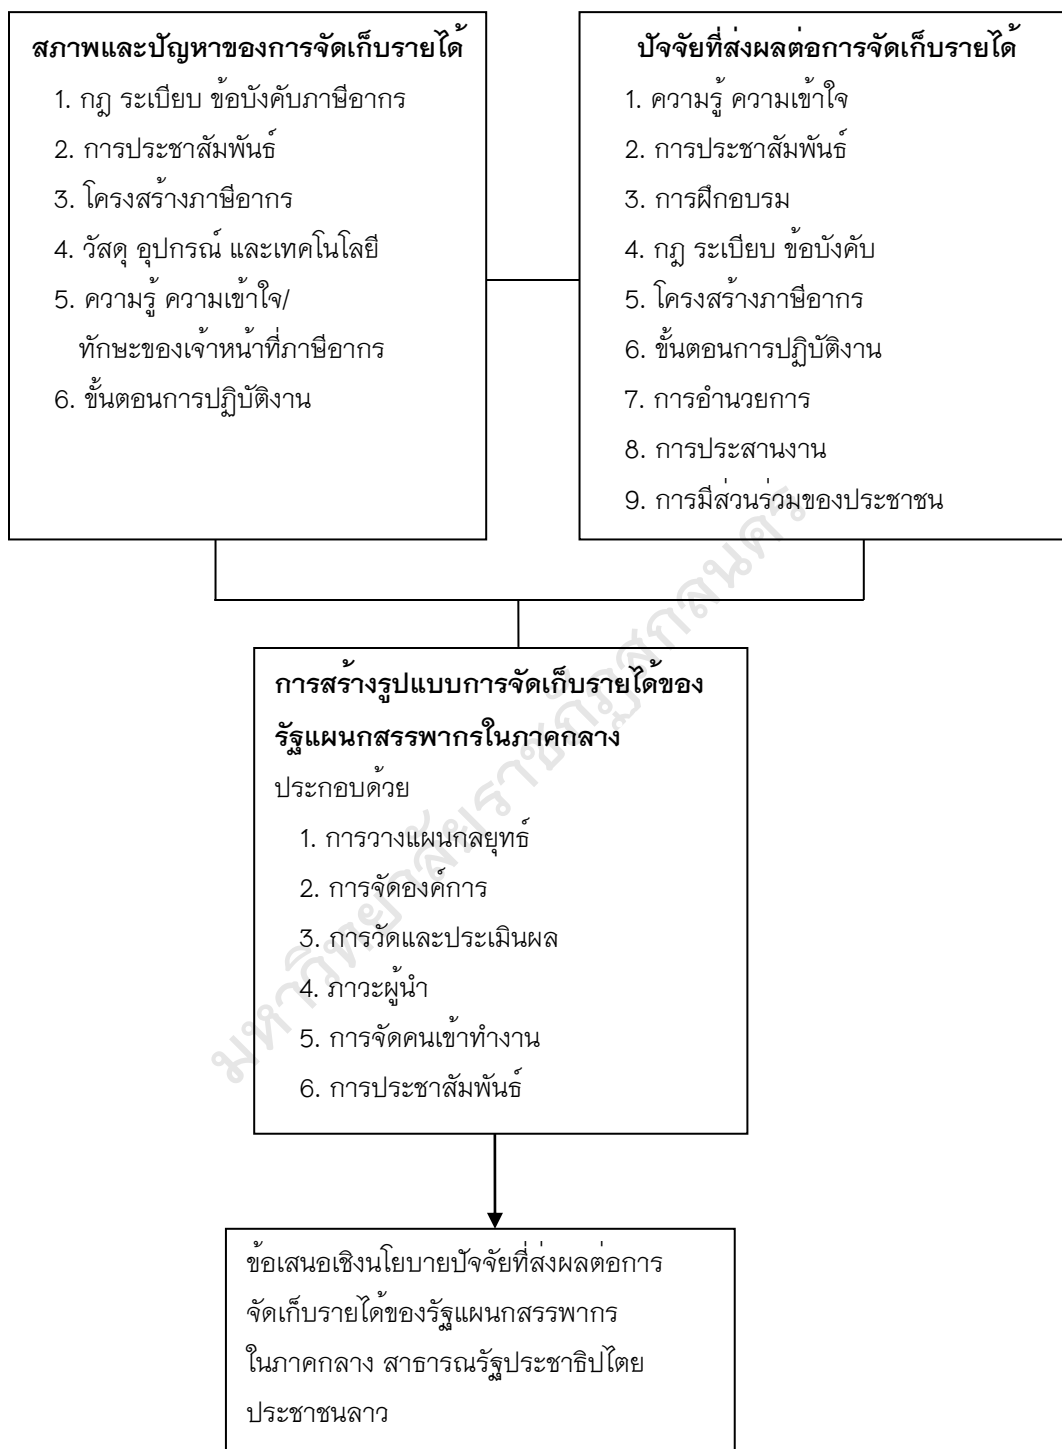 สภาพและปัญหาของการจัดเก็บรายได้
1. กฎ ระเบียบ ข้อบังคับภาษีอากร
2. การประชาสัมพันธ์
3. โครงสร้างภาษีอากร
4. วัสดุ อุปกรณ์ และเทคโนโลยี
5. ความรู้ ความเข้าใจ/
ทักษะของเจ้าหน้าที่ภาษีอากร
6. ขั้นตอนการปฏิบัติงาน
ปัจจัยที่ส่งผลต่อการจัดเก็บรายได้
1. ความรู้ ความเข้าใจ
2. การประชาสัมพันธ์
3. การฝึกอบรม
4. กฎ ระเบียบ ข้อบังคับ
5. โครงสร้างภาษีอากร
6. ขั้นตอนการปฏิบัติงาน
7. การอำนวยการ
8. การประสานงาน
9. การมีส่วนร่วมของประชาชน
การสร้างรูปแบบการจัดเก็บรายได้ของ
รัฐแผนกสรรพากรในภาคกลาง
ประกอบด้วย
1. การวางแผนกลยุทธ์
2. การจัดองค์การ
3. การวัดและประเมินผล
4. ภาวะผู้นำ
5. การจัดคนเข้าทำงาน
6. การประชาสัมพันธ์
ข้อเสนอเชิงนโยบายปัจจัยที่ส่งผลต่อการ
จัดเก็บรายได้ของรัฐแผนกสรรพากร
ในภาคกลาง สาธารณรัฐประชาธิปไตย
ประชาชนลาว
มหาวิทยาลัยราชภัฏสกลนคร